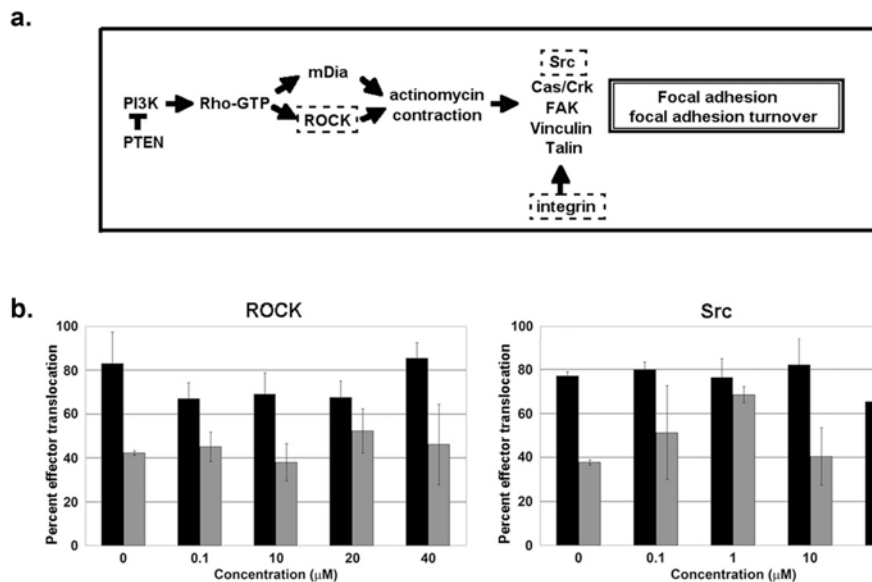 a.
PI3K
PTEN
Rho-GTP
mDia
ROCK
actinomycin
contraction
Src
Cas/Crk
FAK
Vinculin
Talin
integrin
Focal adhesion
focal adhesion turnover
b.
ROCK
Percent effector translocation
100
80
60
40
20
0
0 0.1 10 20 40
Concentration (µM)
Src
Percent effector translocation
100
80
60
40
20
0
0 0.1 1 10
Concentration (µM)